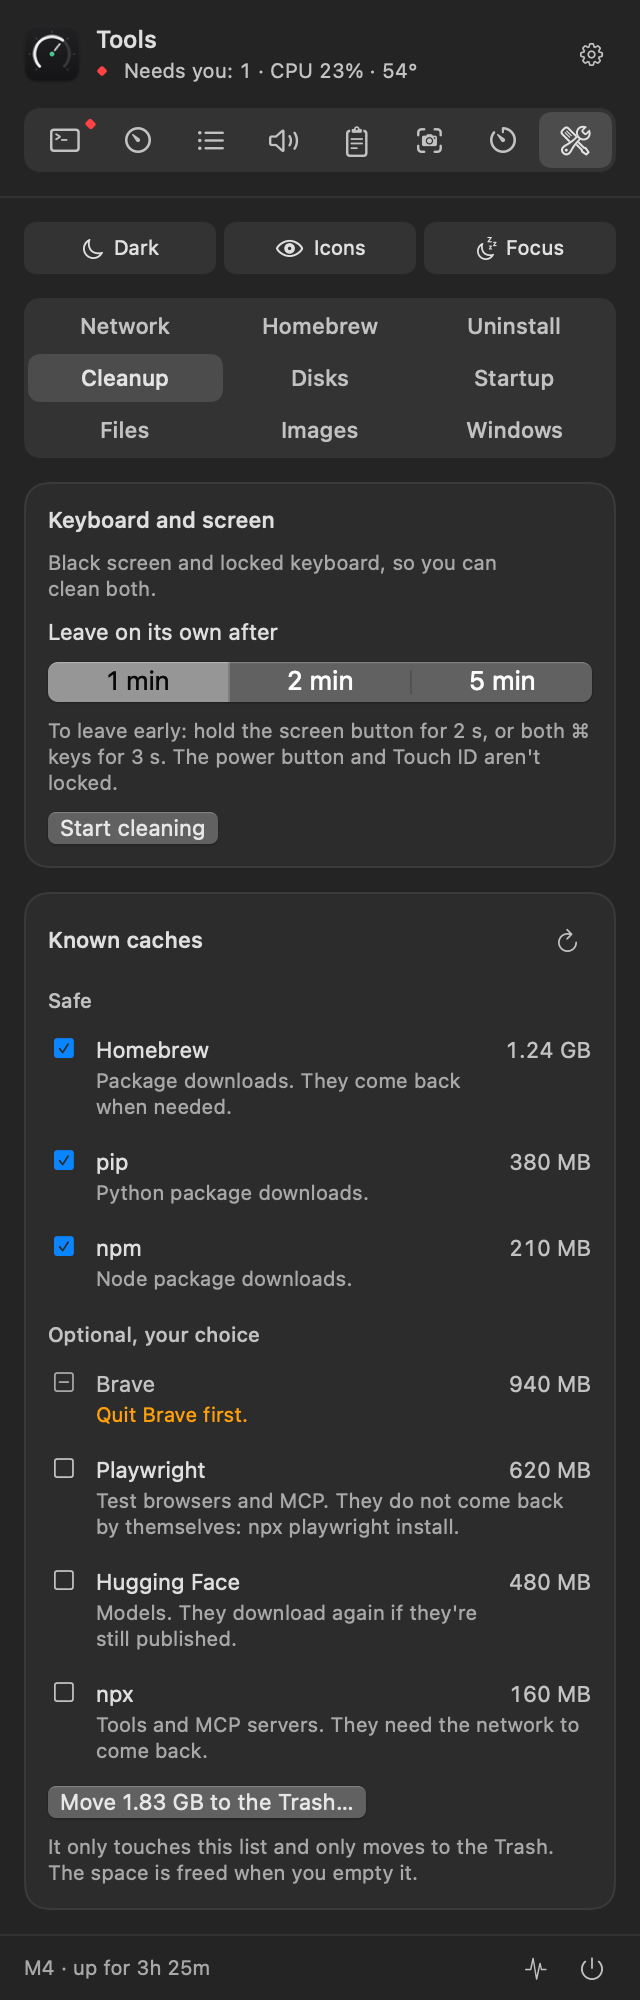 Tools
Needs you: 1 · CPU 23% · 54°
Dark
Icons
Focus
Network
Homebrew
Uninstall
Cleanup
Disks
Startup
Files
Images
Windows
Keyboard and screen
Black screen and locked keyboard, so you can
clean both.
Leave on its own after
1 min
2 min
5 min
To leave early: hold the screen button for 2 s, or both ⌘
keys for 3 s. The power button and Touch ID aren't
locked.
Start cleaning
Known caches
Safe
Homebrew
1.24 GB
Package downloads. They come back
when needed.
pip
380 MB
Python package downloads.
npm
210 MB
Node package downloads.
Optional, your choice
Brave
940 MB
Quit Brave first.
Playwright
620 MB
Test browsers and MCP. They do not come back
by themselves: npx playwright install.
Hugging Face
480 MB
Models. They download again if they're
still published.
npx
160 MB
Tools and MCP servers. They need the network to
come back.
Move 1.83 GB to the Trash...
It only touches this list and only moves to the Trash.
The space is freed when you empty it.
M4 · up for 3h 25m